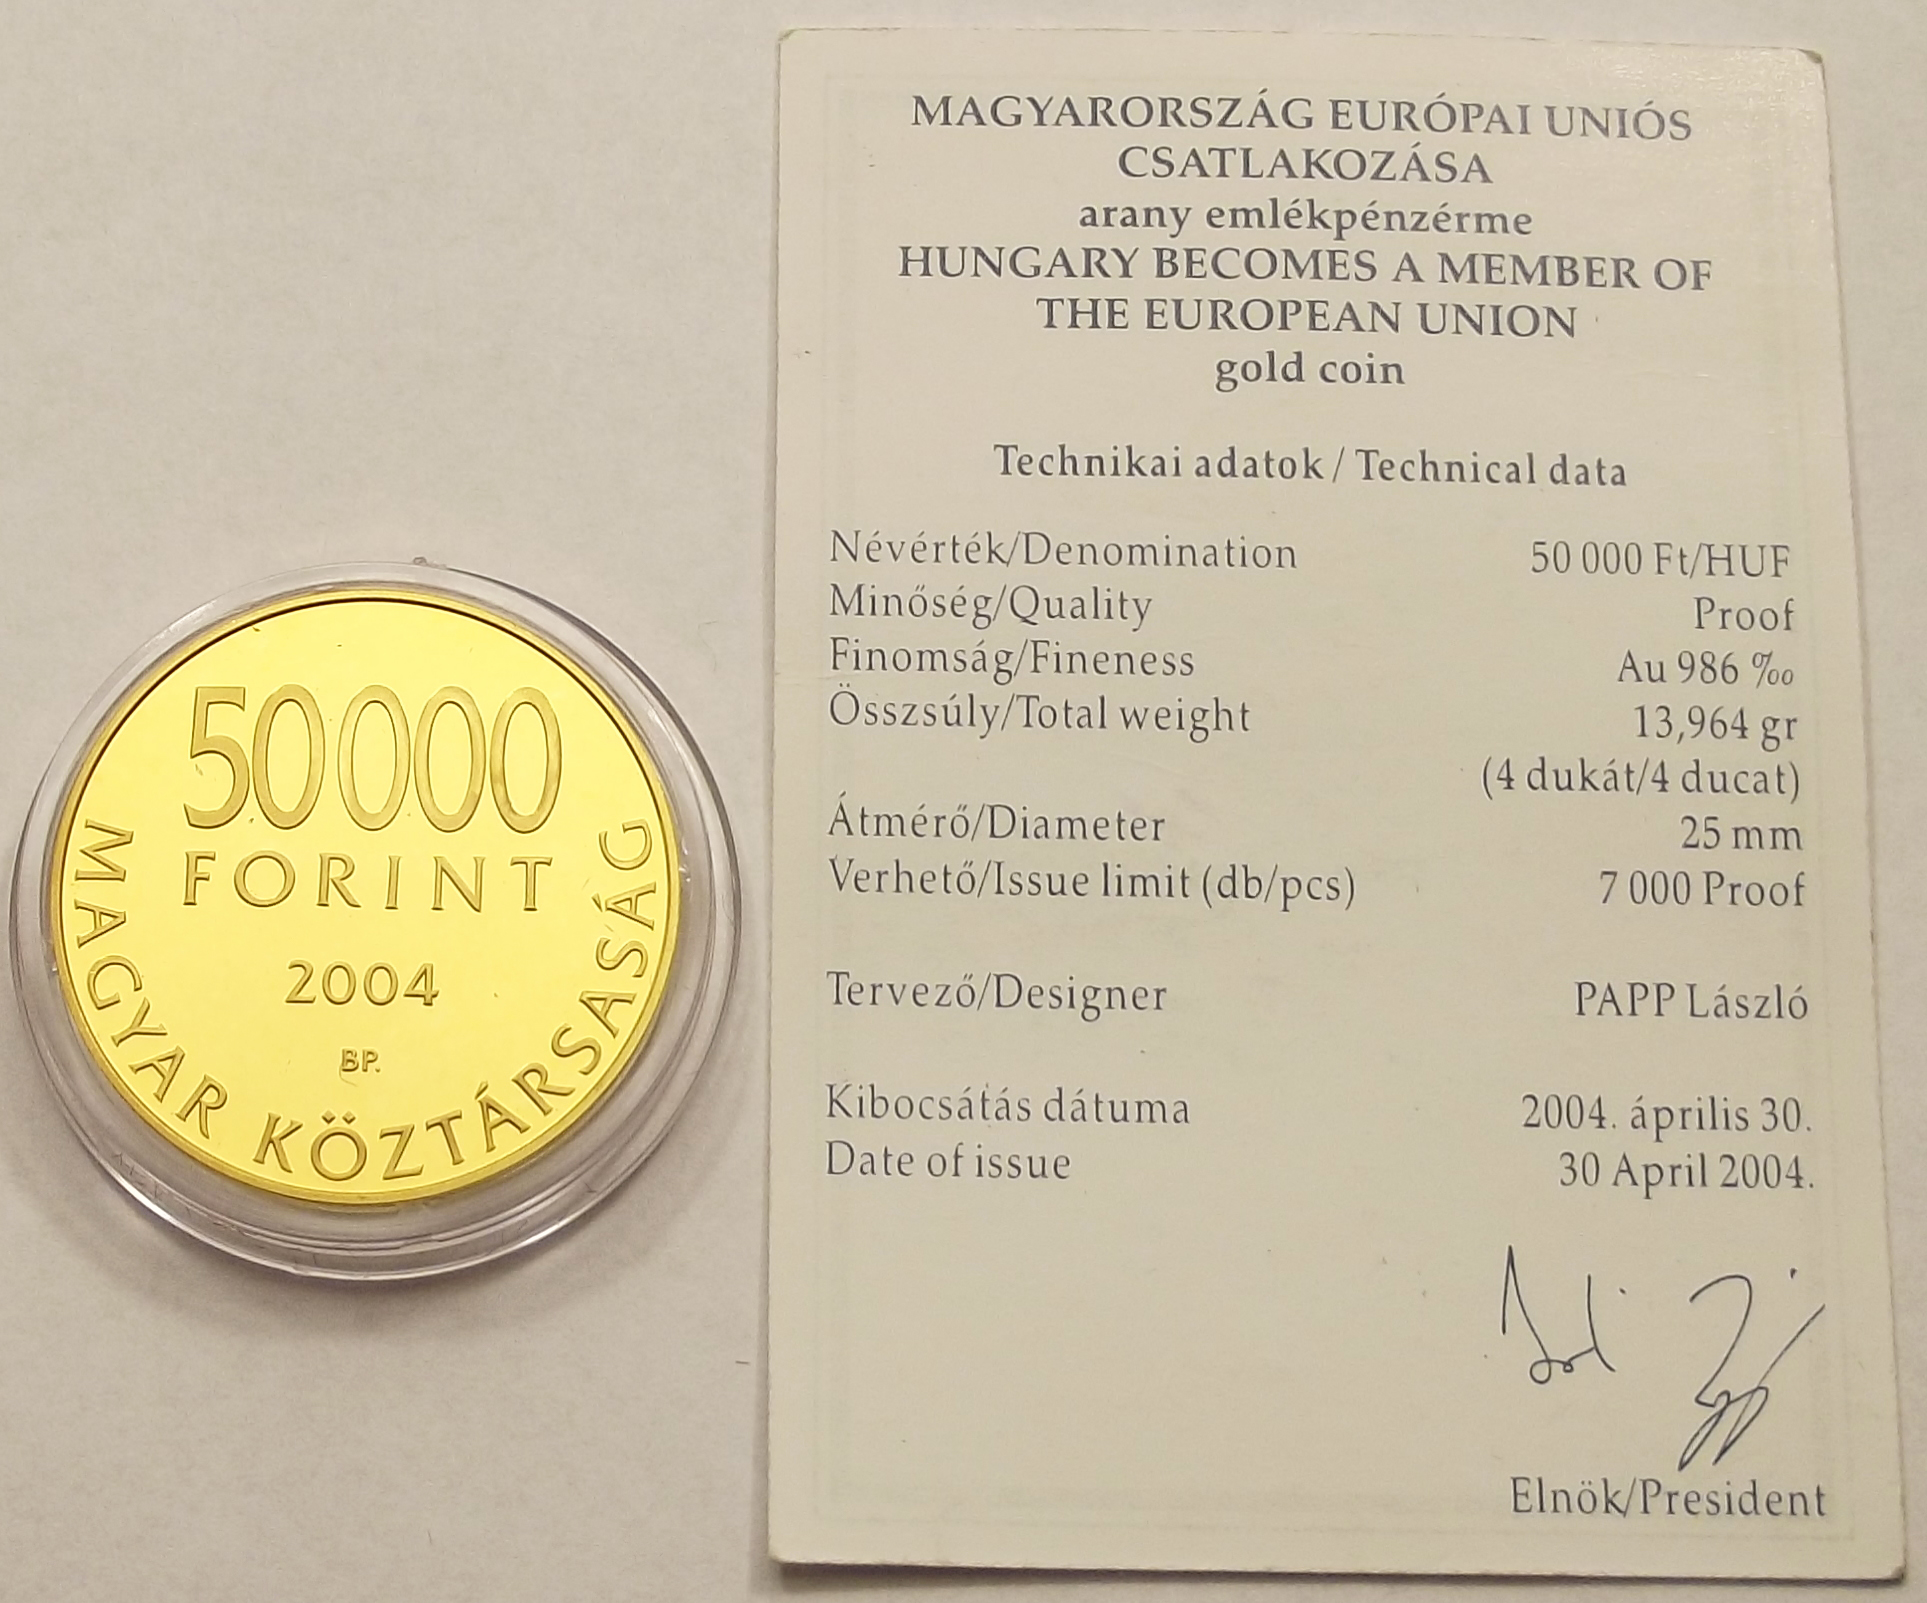 50000
FORINT
2004
BP.
MAGYAR KÖZTÁRSASÁG
MAGYARORSZÁG EURÓPAI UNIÓS
CSATLAKOZÁSA
arany emlékpénzérme
HUNGARY BECOMES A MEMBER OF
THE EUROPEAN UNION
gold coin
Technikai adatok / Technical data
Névérték/Denomination 50 000 Ft/HUF
Minőség/Quality Proof
Finomság/Fineness Au 986 ‰
Összsúly/Total weight 13,964 gr
(4 dukát/4 ducat)
Átmérő/Diameter 25 mm
Verhető/Issue limit (db/pcs) 7 000 Proof
Tervező/Designer PAPP László
Kibocsátás dátuma 2004. április 30.
Date of issue 30 April 2004.
Elnök/President